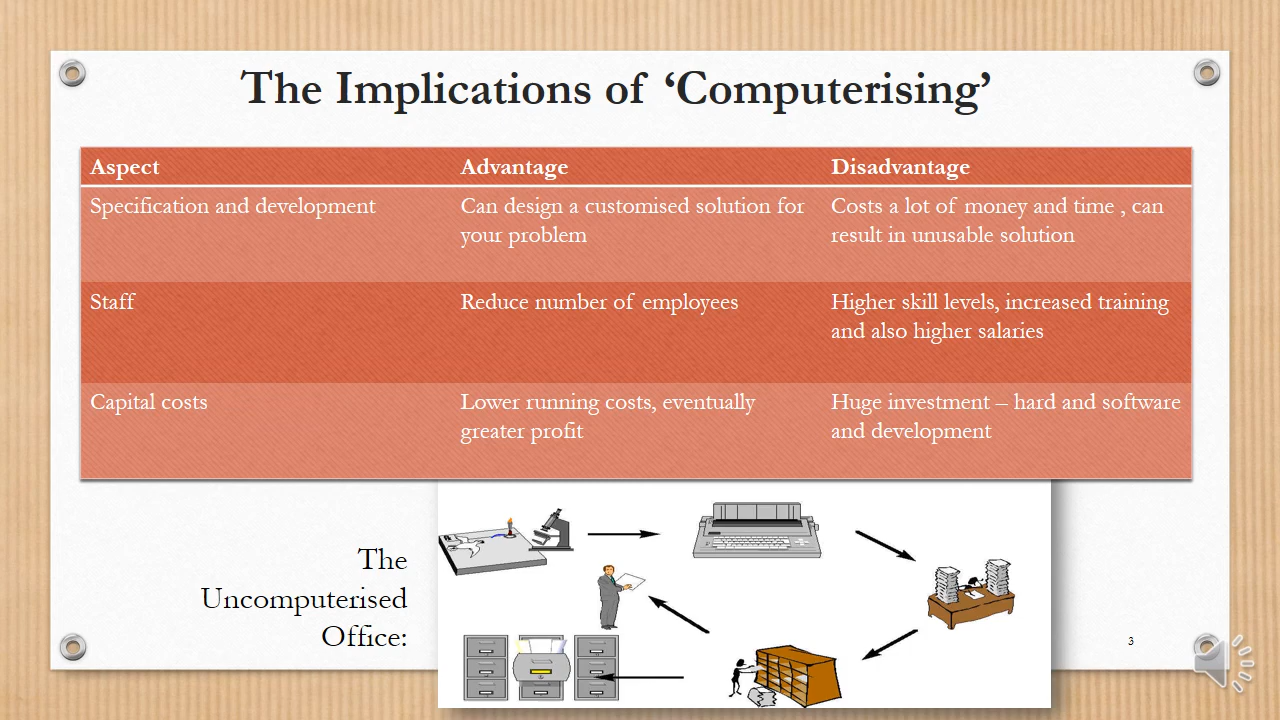 The Implications of ‘Computerising’
Aspect Advantage Disadvantage
Specification and development
Can design a customised solution for
your problem
Costs a lot of money and time , can
result in unusable solution
Staff
Reduce number of employees
Higher skill levels, increased training
and also higher salaries
Capital costs
Lower running costs, eventually
greater profit
Huge investment – hard and software
and development
The
Uncomputerised
Office:
3